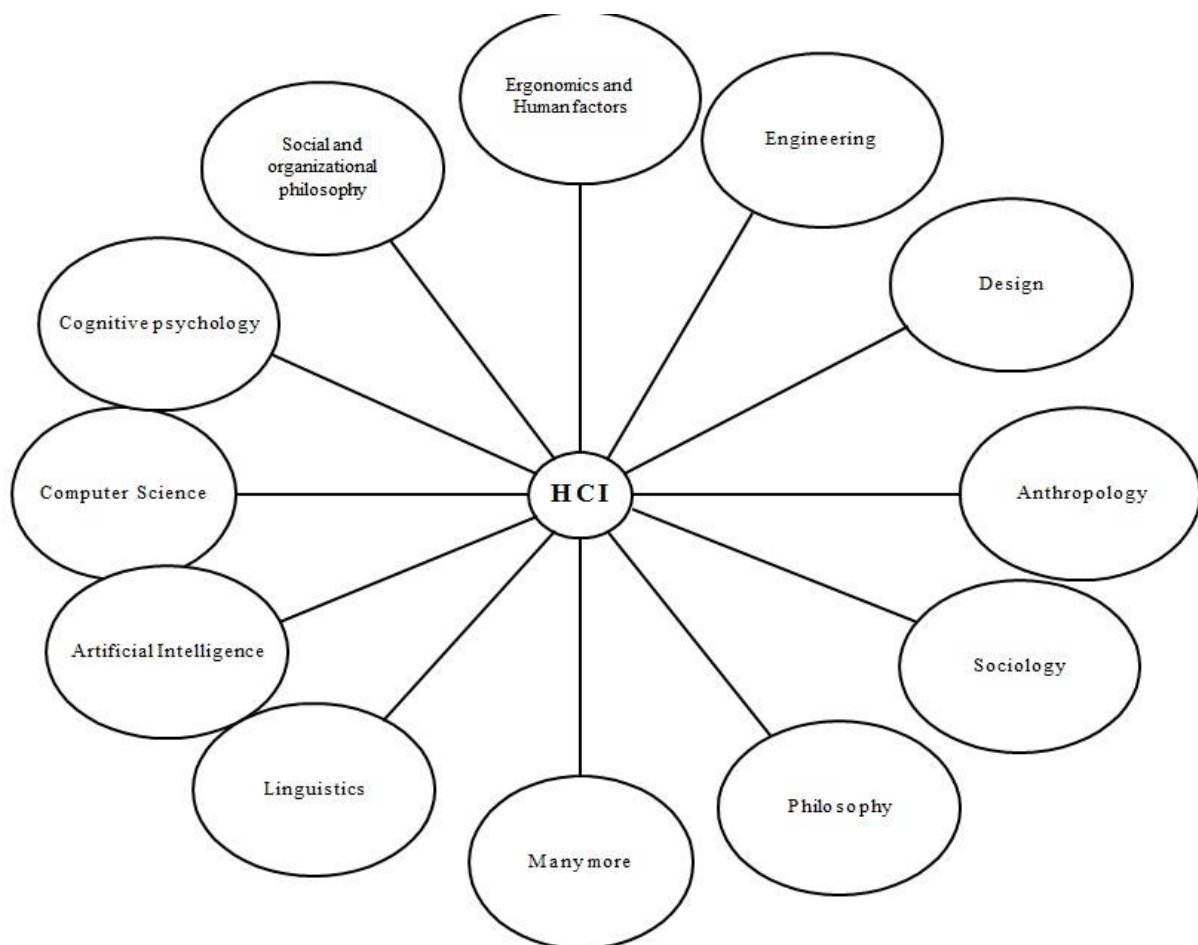 Ergonomics and
Human factors
Engineering
Social and
organizational
philosophy
Design
Cognitive psychology
HCI
Computer Science
Anthropology
Artificial Intelligence
Sociology
Linguistics
Philosophy
Many more